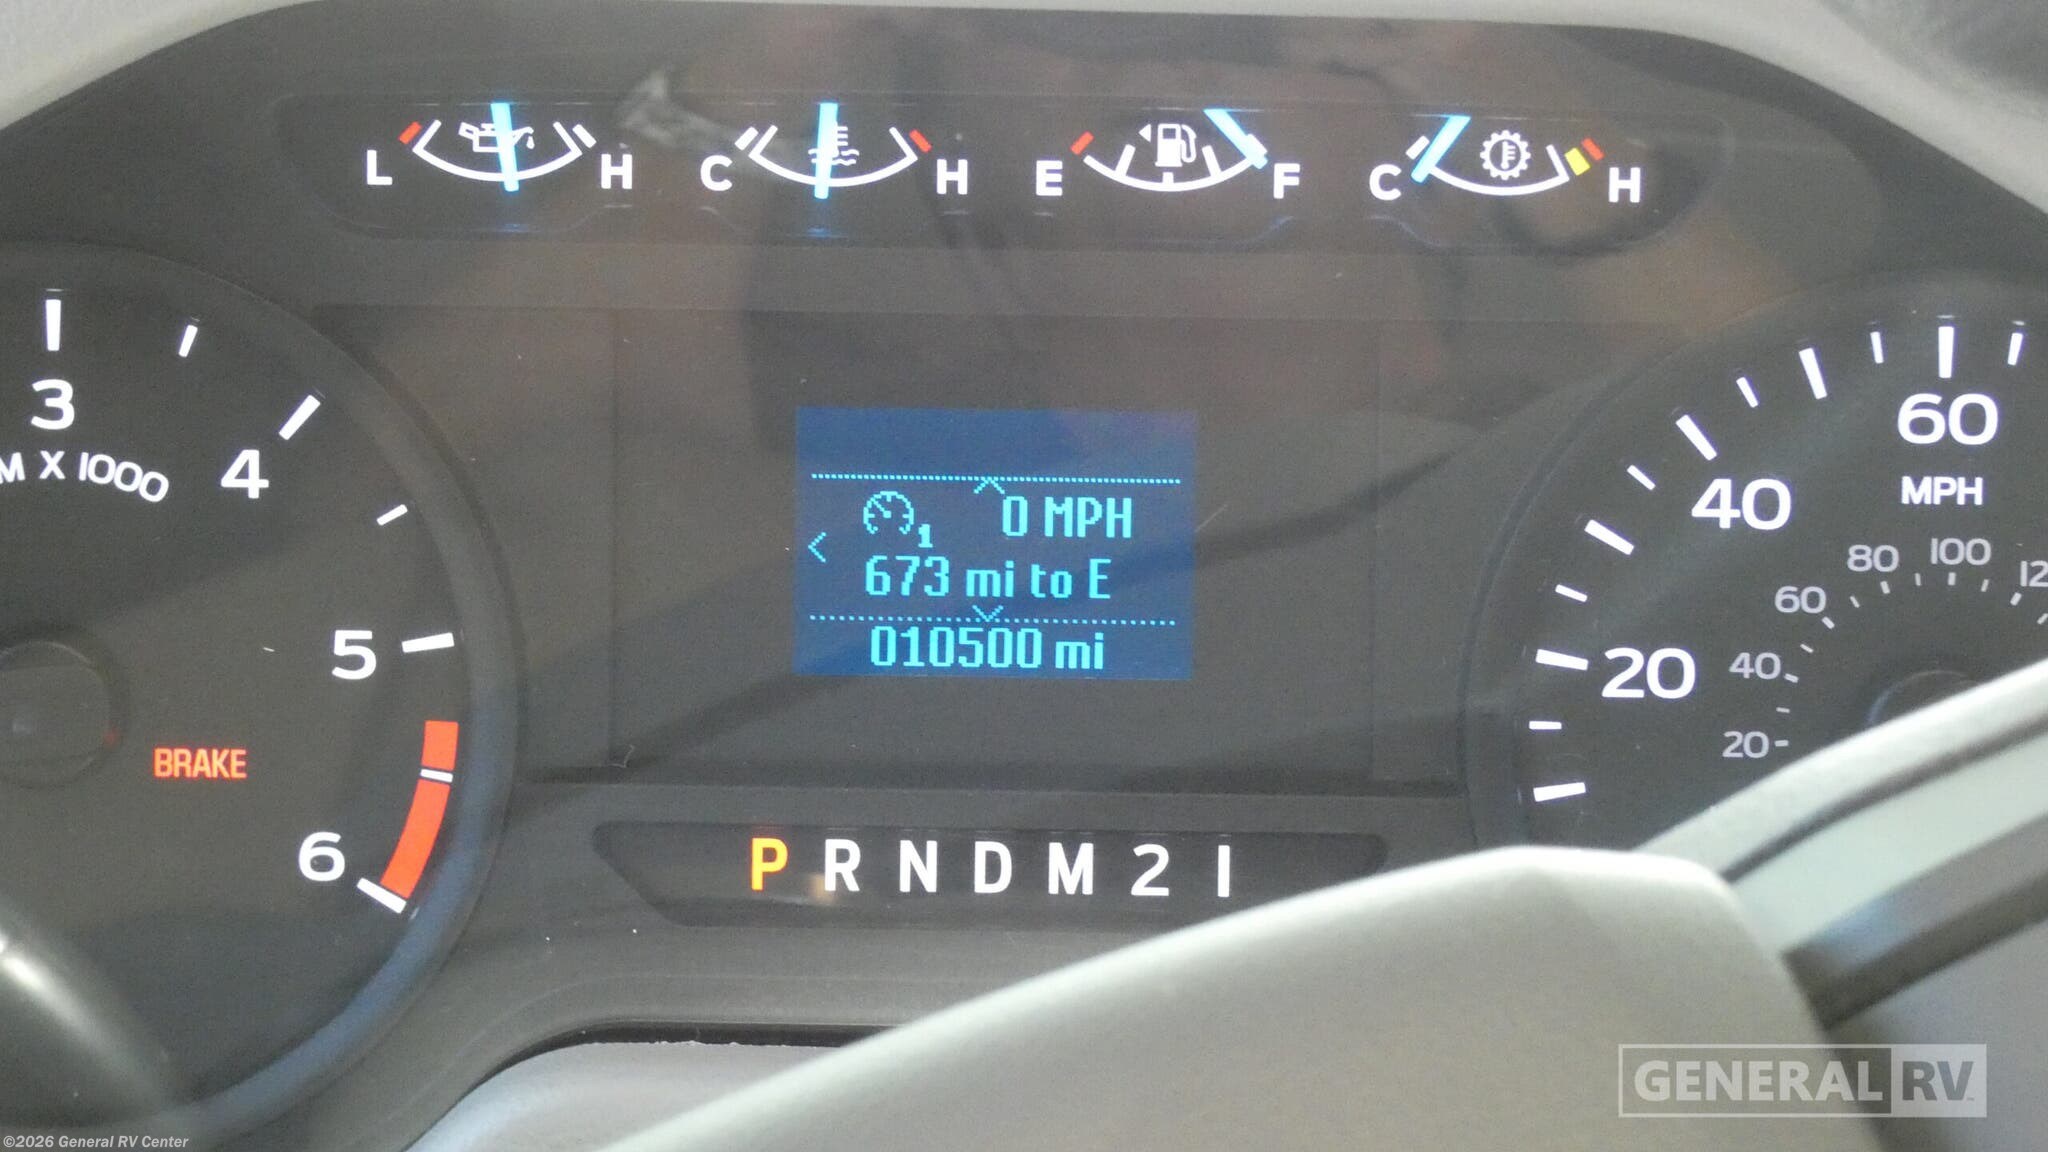 L H C H E F C H
3
4
M X 1000
5
6
BRAKE
1 0 MPH
673 mi to E
010500 mi
P R N D M 2 1
60
MPH
40
20
100
80
60
40
20
GENERAL RV
©2026 General RV Center